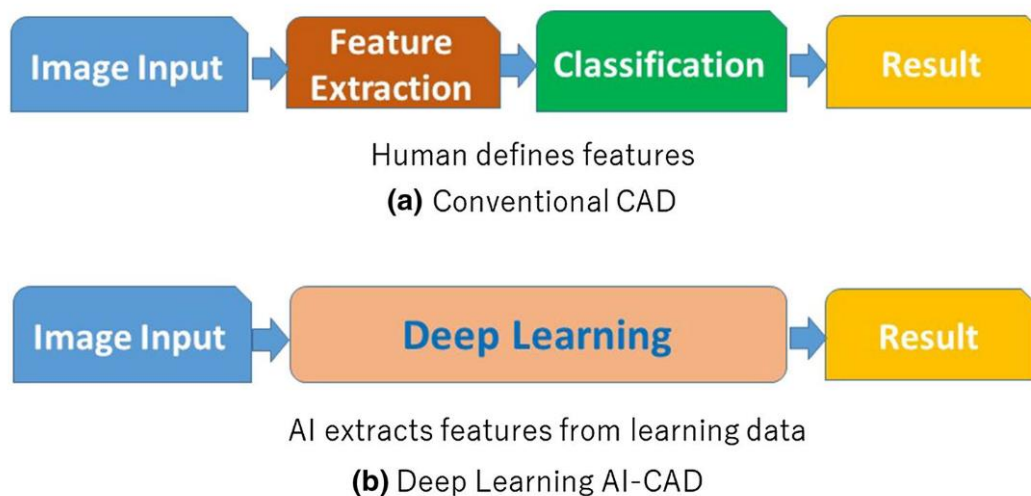 Image Input
Feature
Extraction
Classification
Result
Human defines features
(a) Conventional CAD
Image Input
Deep Learning
Result
AI extracts features from learning data
(b) Deep Learning AI-CAD